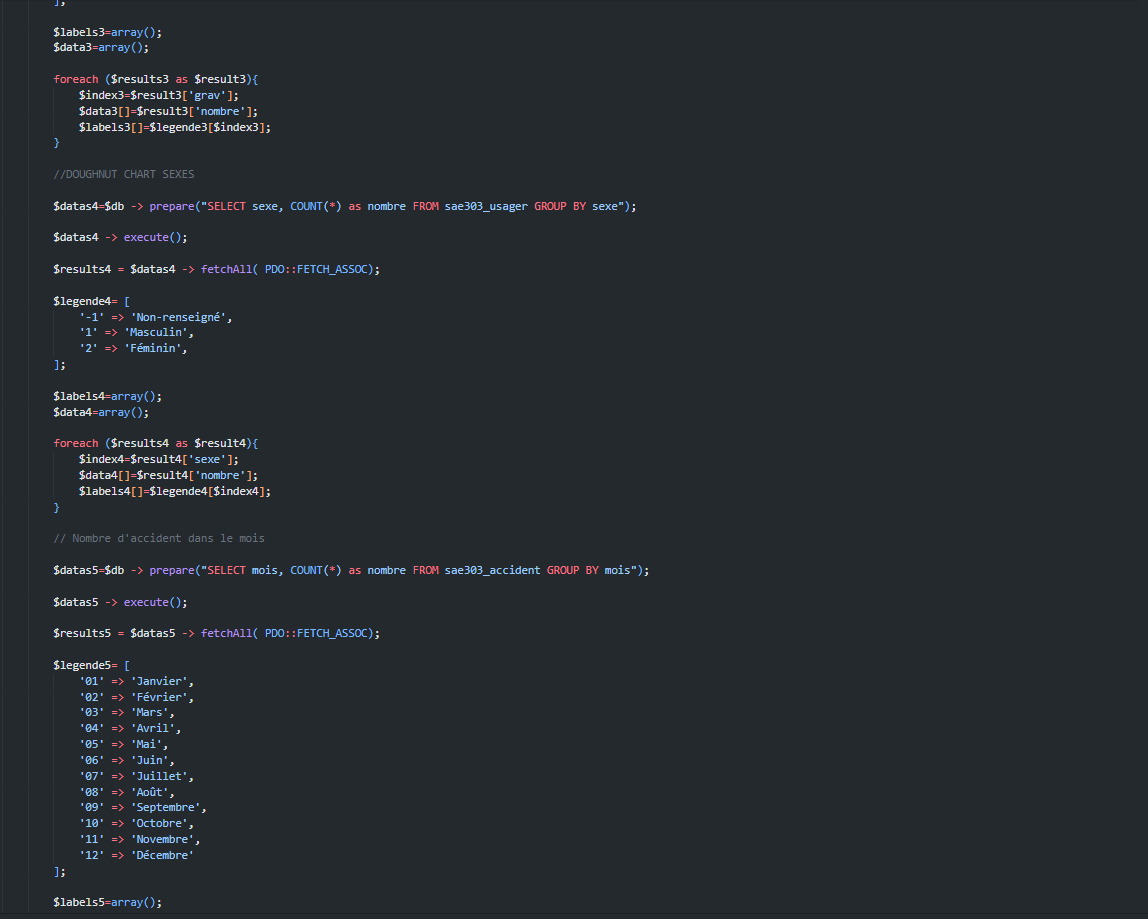 ];
$labels3=array();
$data3=array();
foreach ($results3 as $result3){
$index3=$result3['grav'];
$data3[]=$result3['nombre'];
$labels3[]=$legende3[$index3];
}
//DOUGHNUT CHART SEXES
$datas4=$db -> prepare("SELECT sexe, COUNT(*) as nombre FROM sae303_usager GROUP BY sexe");
$datas4 -> execute();
$results4 = $datas4 -> fetchAll( PDO::FETCH_ASSOC);
$legende4= [
'-1' => 'Non-renseigné',
'1' => 'Masculin',
'2' => 'Féminin',
];
$labels4=array();
$data4=array();
foreach ($results4 as $result4){
$index4=$result4['sexe'];
$data4[]=$result4['nombre'];
$labels4[]=$legende4[$index4];
}
// Nombre d'accident dans le mois
$datas5=$db -> prepare("SELECT mois, COUNT(*) as nombre FROM sae303_accident GROUP BY mois");
$datas5 -> execute();
$results5 = $datas5 -> fetchAll( PDO::FETCH_ASSOC);
$legende5= [
'01' => 'Janvier',
'02' => 'Février',
'03' => 'Mars',
'04' => 'Avril',
'05' => 'Mai',
'06' => 'Juin',
'07' => 'Juillet',
'08' => 'Août',
'09' => 'Septembre',
'10' => 'Octobre',
'11' => 'Novembre',
'12' => 'Décembre'
];
$labels5=array();